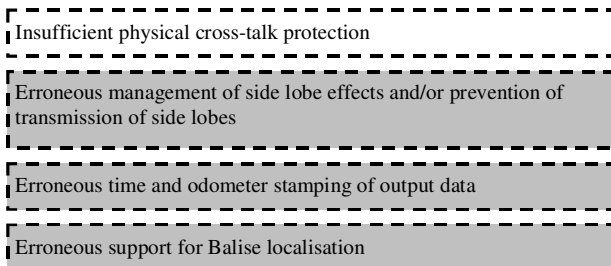 Insufficient physical cross-talk protection
Erroneous management of side lobe effects and/or prevention of
transmission of side lobes
Erroneous time and odometer stamping of output data
Erroneous support for Balise localisation